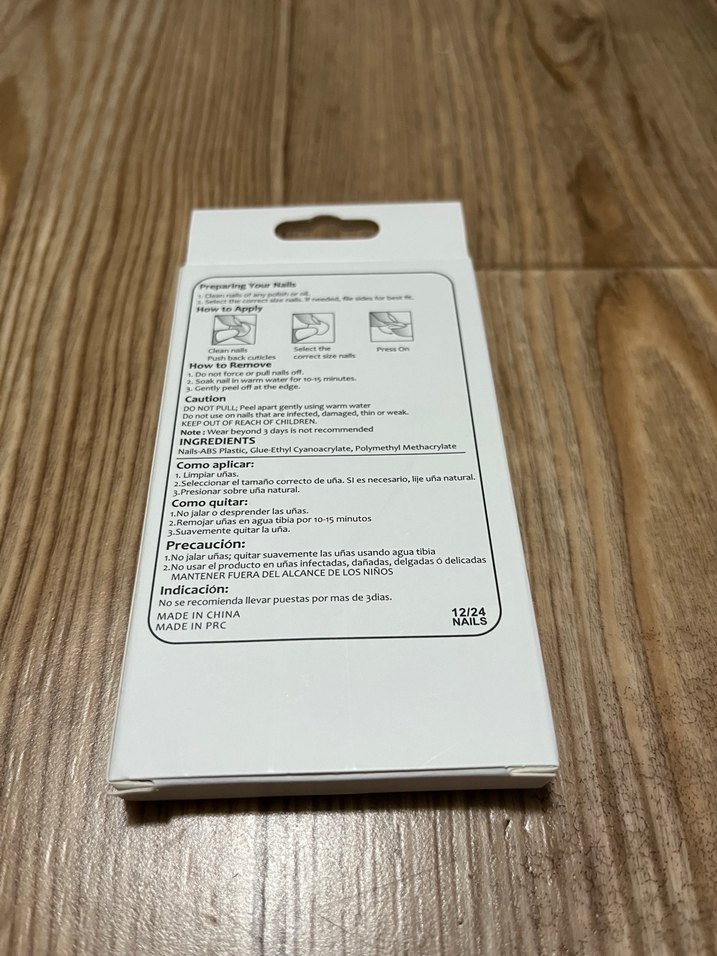 Preparing Your Nails
1. Clean nails of any polish or oil.
2. Select the correct size nails. If needed, file sides for best fit.
How to Apply
Clean nails
Push back cuticles
Select the
correct size nails
Press On
How to Remove
1. Do not force or pull nails off.
2. Soak nail in warm water for 10-15 minutes.
3. Gently peel off at the edge.
Caution
DO NOT PULL; Peel apart gently using warm water
Do not use on nails that are infected, damaged, thin or weak.
KEEP OUT OF REACH OF CHILDREN.
Note : Wear beyond 3 days is not recommended
INGREDIENTS
Nails-ABS Plastic, Glue-Ethyl Cyanoacrylate, Polymethyl Methacrylate
Como aplicar:
1. Limpiar uñas.
2.Seleccionar el tamaño correcto de uña. SI es necesario, lije uña natural.
3.Presionar sobre uña natural.
Como quitar:
1.No jalar o desprender las uñas.
2.Remojar uñas en agua tibia por 10-15 minutos
3.Suavemente quitar la uña.
Precaución:
1.No jalar uñas; quitar suavemente las uñas usando agua tibia
2.No usar el producto en uñas infectadas, dañadas, delgadas ó delicadas
MANTENER FUERA DEL ALCANCE DE LOS NIÑOS
Indicación:
No se recomienda llevar puestas por mas de 3dias.
MADE IN CHINA
MADE IN PRC
12/24
NAILS